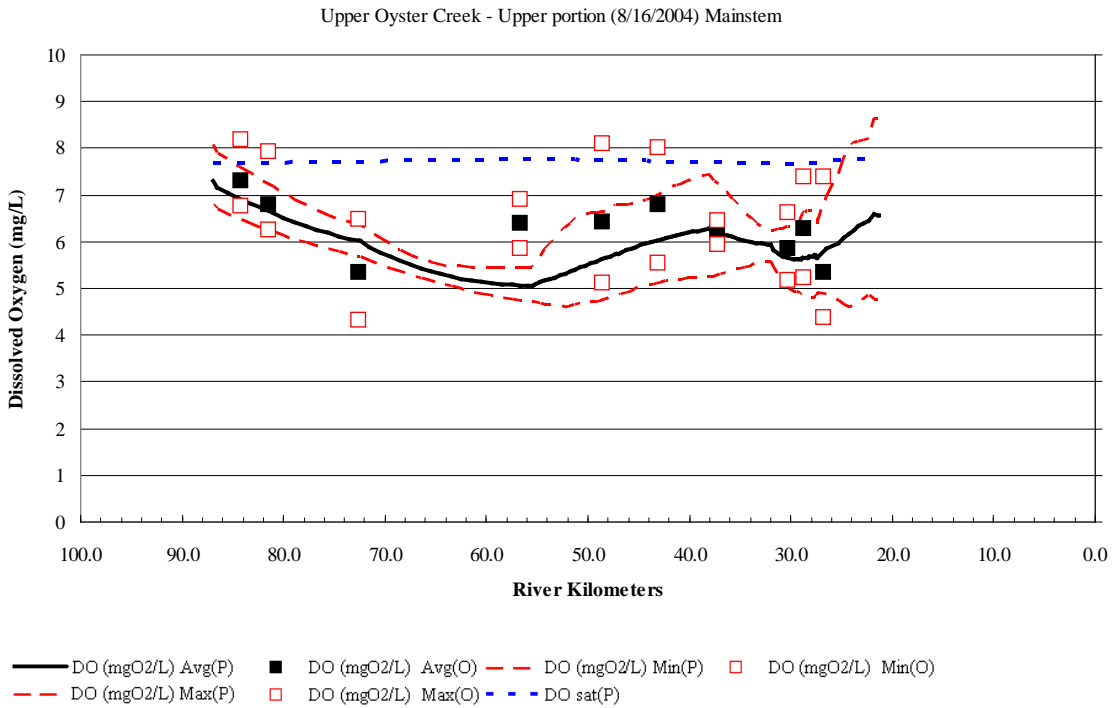 Upper Oyster Creek - Upper portion (8/16/2004) Mainstem
10
9
8
7
6
5
4
3
2
1
0
Dissolved Oxygen (mg/L)
100.0 90.0 80.0 70.0 60.0 50.0 40.0 30.0 20.0 10.0 0.0
River Kilometers
DO (mgO2/L) Avg(P) DO (mgO2/L) Avg(O) DO (mgO2/L) Min(P) DO (mgO2/L) Min(O)
DO (mgO2/L) Max(P) DO (mgO2/L) Max(O) DO sat(P)